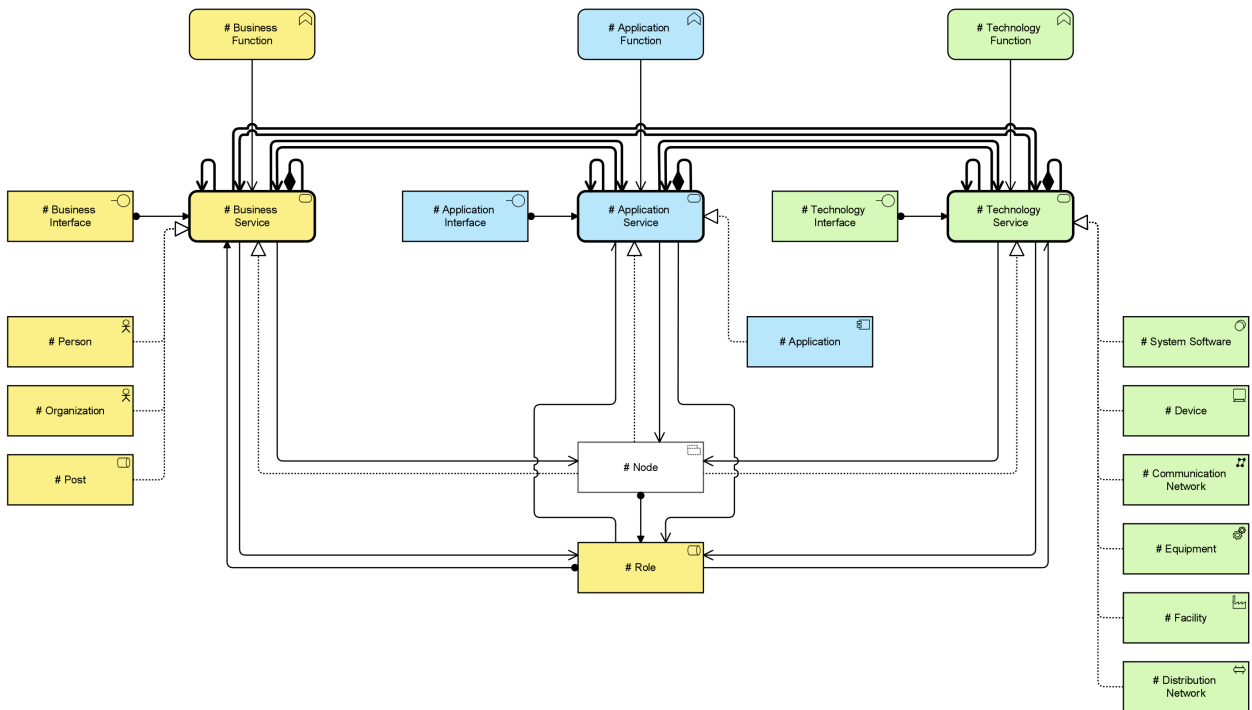 # Business
Function
# Application
Function
# Technology
Function
# Business
Interface
# Business
Service
# Application
Interface
# Application
Service
# Technology
Interface
# Technology
Service
# Person
# Application
# System Software
# Organization
# Device
# Post
# Node
# Communication
Network
# Equipment
# Role
# Facility
# Distribution
Network